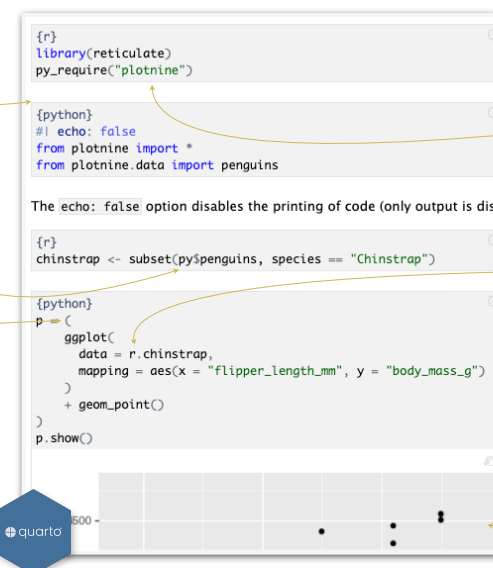 {r}
library(reticulate)
py_require("plotnine")
{python}
#| echo: false
from plotnine import *
from plotnine.data import penguins
The echo: false option disables the printing of code (only output is
{r}
chinstrap <- subset(py$penguins, species == "Chinstrap")
{python}
p = (
ggplot(
data = r.chinstrap,
mapping = aes(x = "flipper_length_mm", y = "body_mass_g")
)
+ geom_point()
)
p.show()
500
quarto